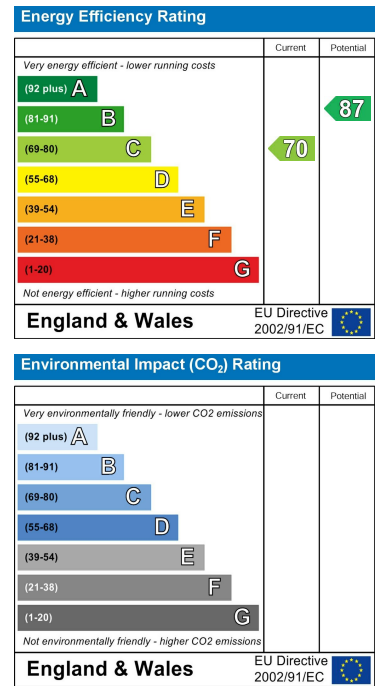 Energy Efficiency Rating
Current Potential
Very energy efficient - lower running costs
(92 plus) A
(81-91) B
87
(69-80) C
70
(55-68) D
(39-54) E
(21-38) F
(1-20) G
Not energy efficient - higher running costs
England & Wales
EU Directive
2002/91/EC
Environmental Impact (CO₂) Rating
Current Potential
Very environmentally friendly - lower CO2 emissions
(92 plus) A
(81-91) B
(69-80) C
(55-68) D
(39-54) E
(21-38) F
(1-20) G
Not environmentally friendly - higher CO2 emissions
England & Wales
EU Directive
2002/91/EC